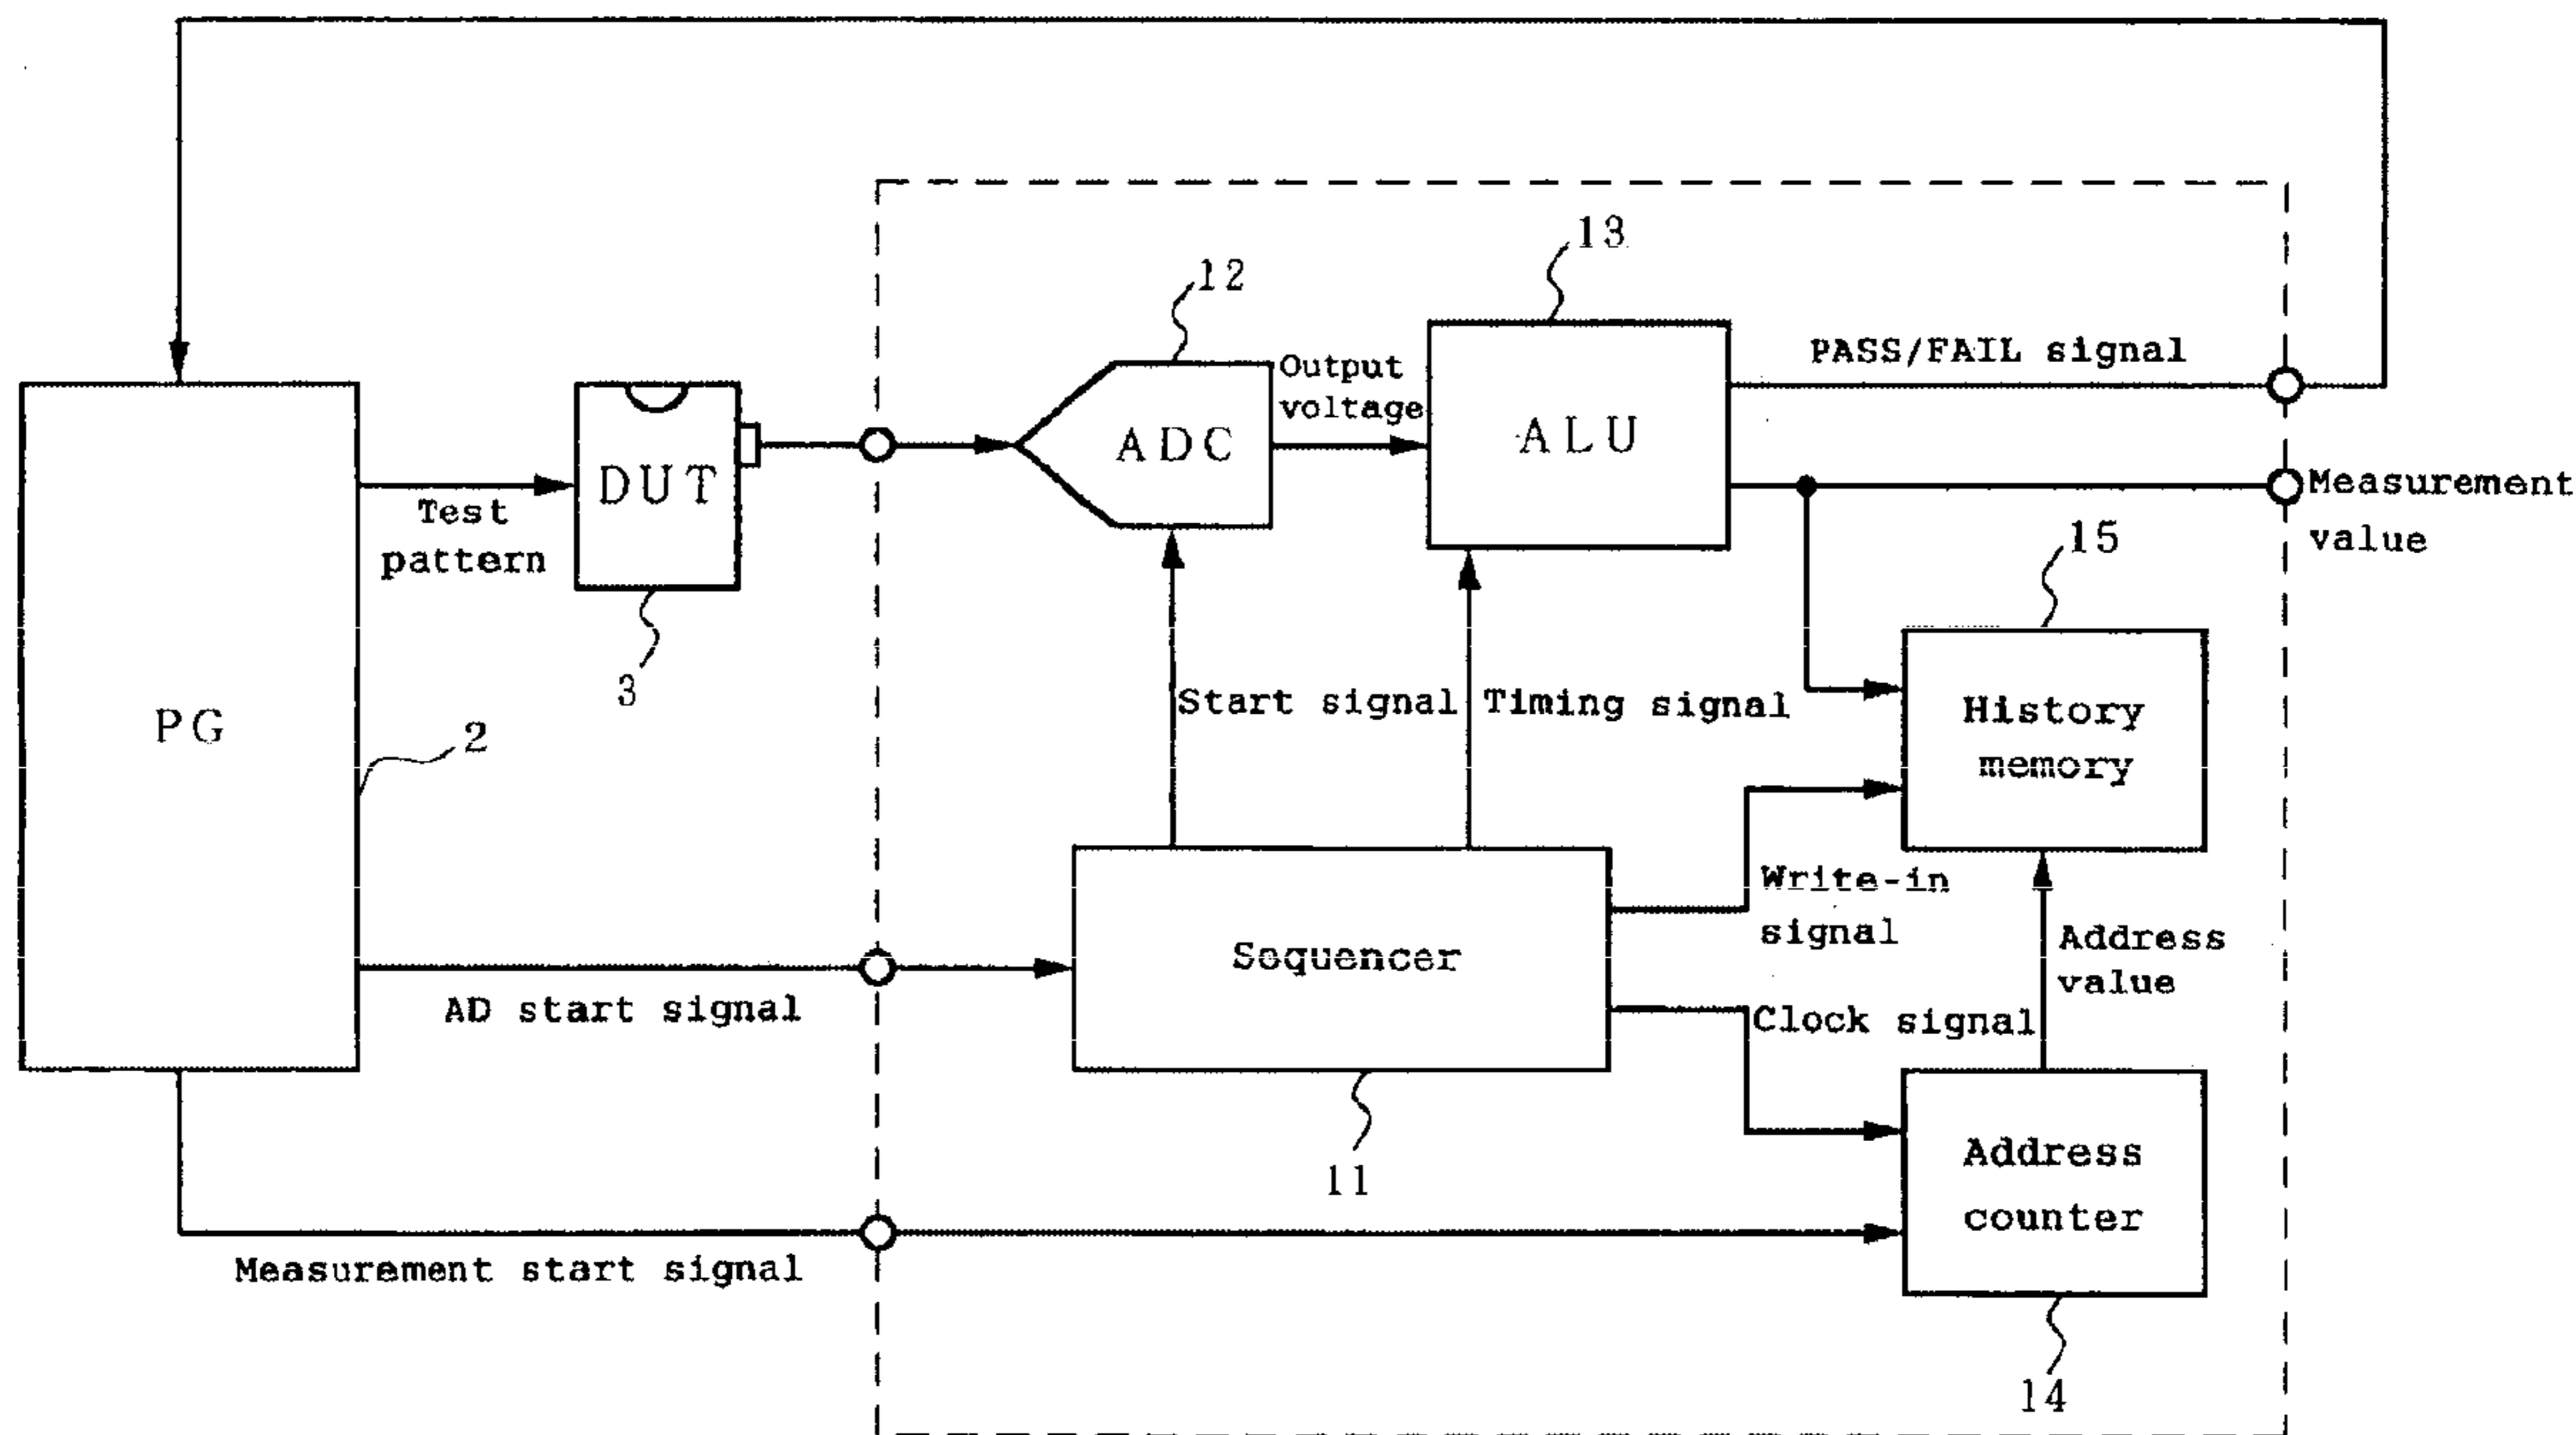 13
12
Output
voltage
PASS/FAIL signal
ADC
ALU
DUT
Test
pattern
Measurement
value
15
3
PG
2
Start signal
Timing signal
History
memory
Write-in
signal
Address
value
Sequencer
AD start signal
Clock signal
Address
counter
11
Measurement start signal
14